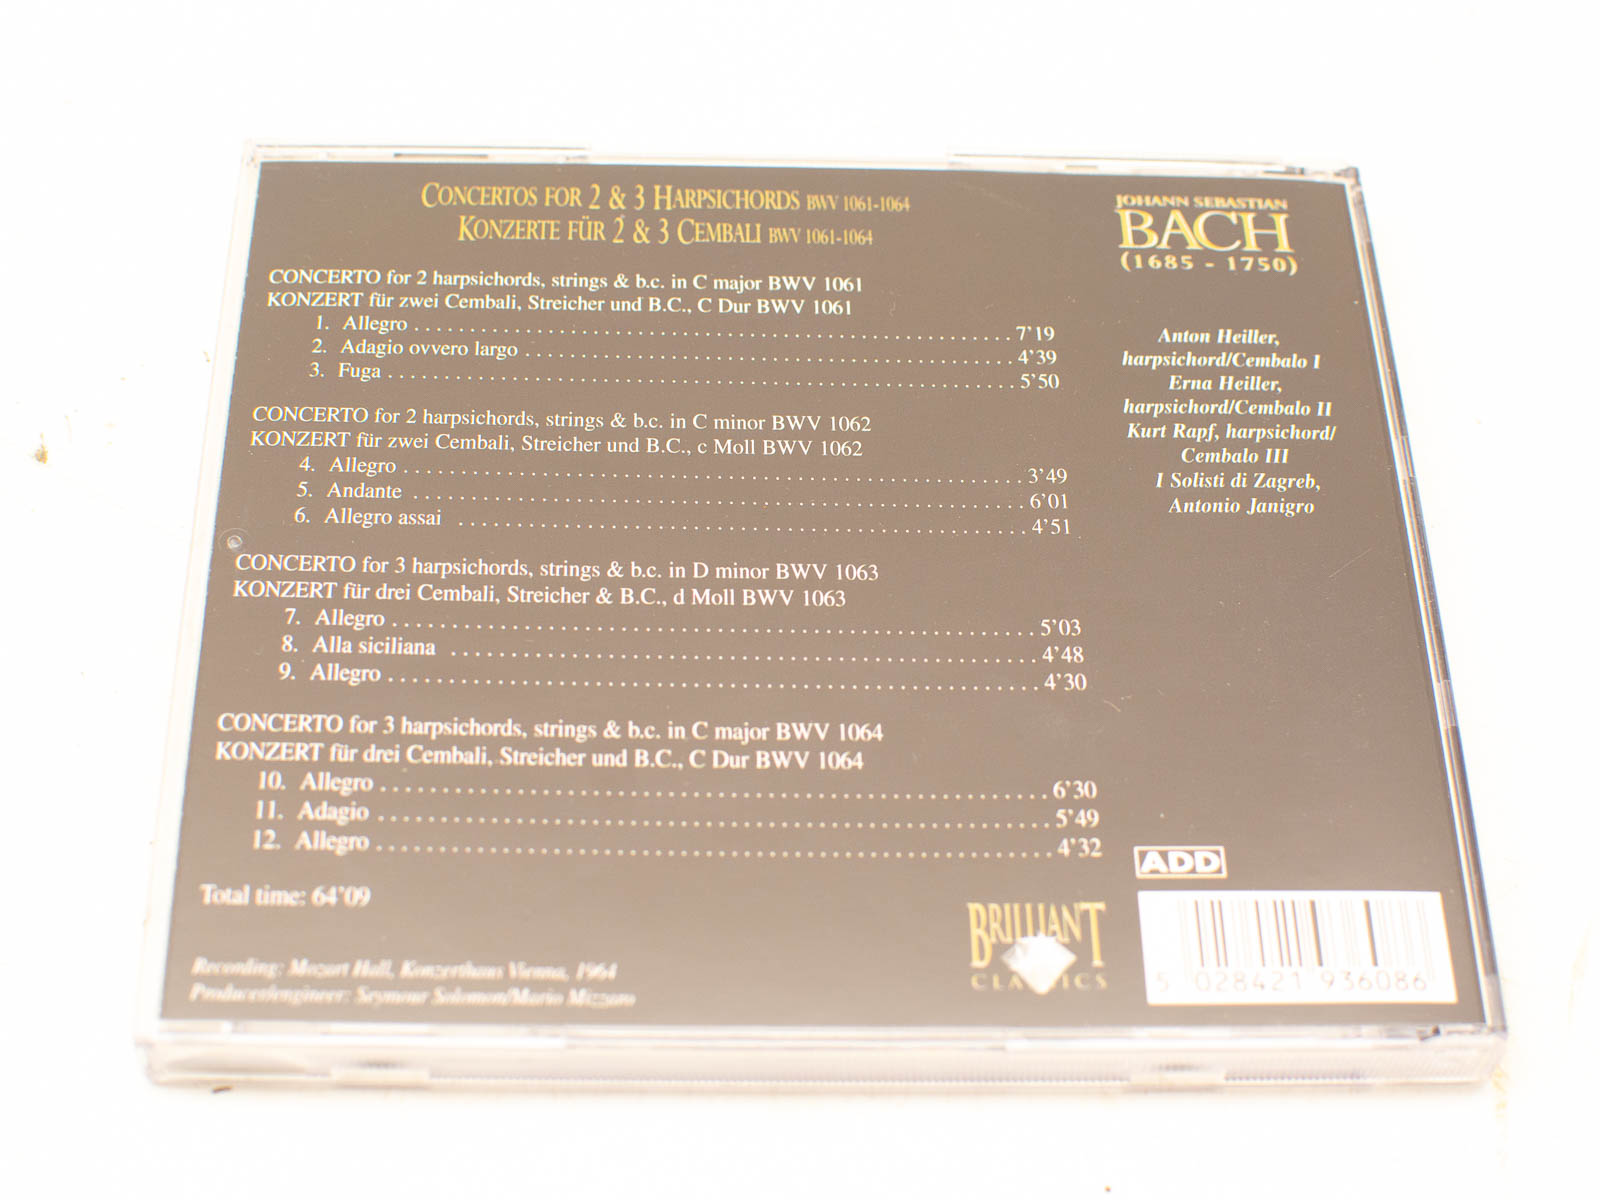 CONCERTOS FOR 2 & 3 HARPSICHORDS BWV 1061-1064
KONZERTE FÜR 2 & 3 CEMBALI BWV 1061-1064
CONCERTO for 2 harpsichords, strings & b.c. in C major BWV 1061
KONZERT für zwei Cembali, Streicher und B.C., C Dur BWV 1061
1. Allegro 7'19
2. Adagio ovvero largo 4'39
3. Fuga 5'50
CONCERTO for 2 harpsichords, strings & b.c. in C minor BWV 1062
KONZERT für zwei Cembali, Streicher und B.C., c Moll BWV 1062
4. Allegro 3'49
5. Andante 6'01
6. Allegro assai 4'51
CONCERTO for 3 harpsichords, strings & b.c. in D minor BWV 1063
KONZERT für drei Cembali, Streicher & B.C., d Moll BWV 1063
7. Allegro 5'03
8. Alla siciliana 4'48
9. Allegro 4'30
CONCERTO for 3 harpsichords, strings & b.c. in C major BWV 1064
KONZERT für drei Cembali, Streicher und B.C., C Dur BWV 1064
10. Allegro 6'30
11. Adagio 5'49
12. Allegro 4'32
Total time: 64'09
Recording: Mozart Hall, Konzerthaus Vienna, 1964
Producer/engineer: Seymour Solomon/Mario Mizzaro
JOHANN SEBASTIAN
BACH
(1685 - 1750)
Anton Heiller,
harpsichord/Cembalo I
Erna Heiller,
harpsichord/Cembalo II
Kurt Rapf, harpsichord/
Cembalo III
I Solisti di Zagreb,
Antonio Janigro
ADD
BRILLIANT
CLASSICS
5 028421 936086